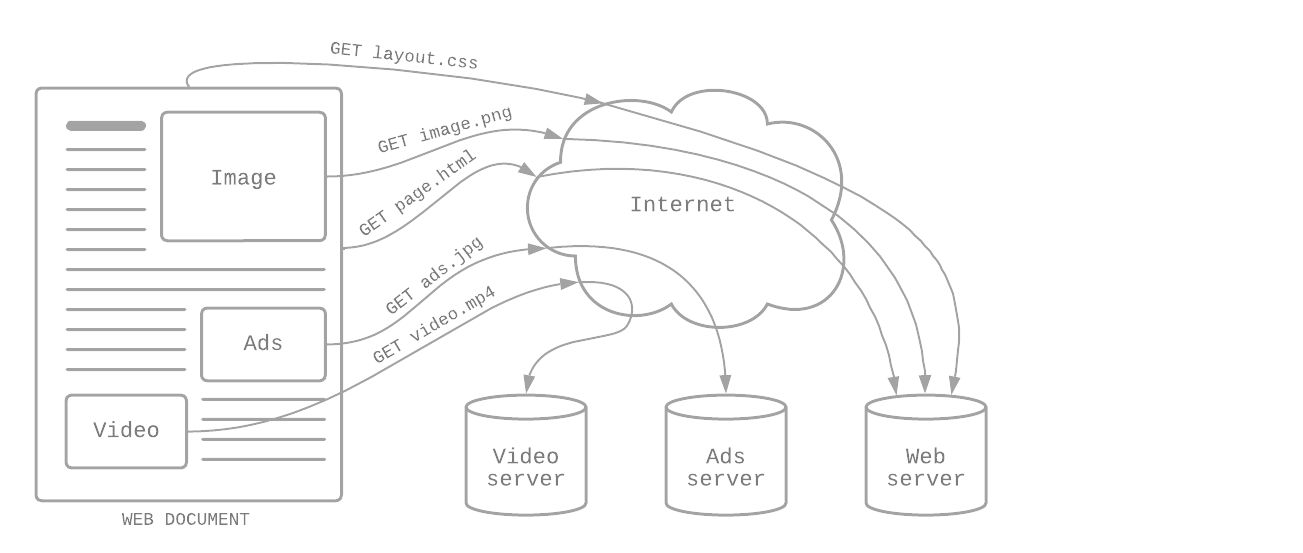 GET layout.css
GET image.png
GET page.html
Image
Internet
GET ads.jpg
GET video.mp4
Ads
Video
Video
server
Ads
server
Web
server
WEB DOCUMENT